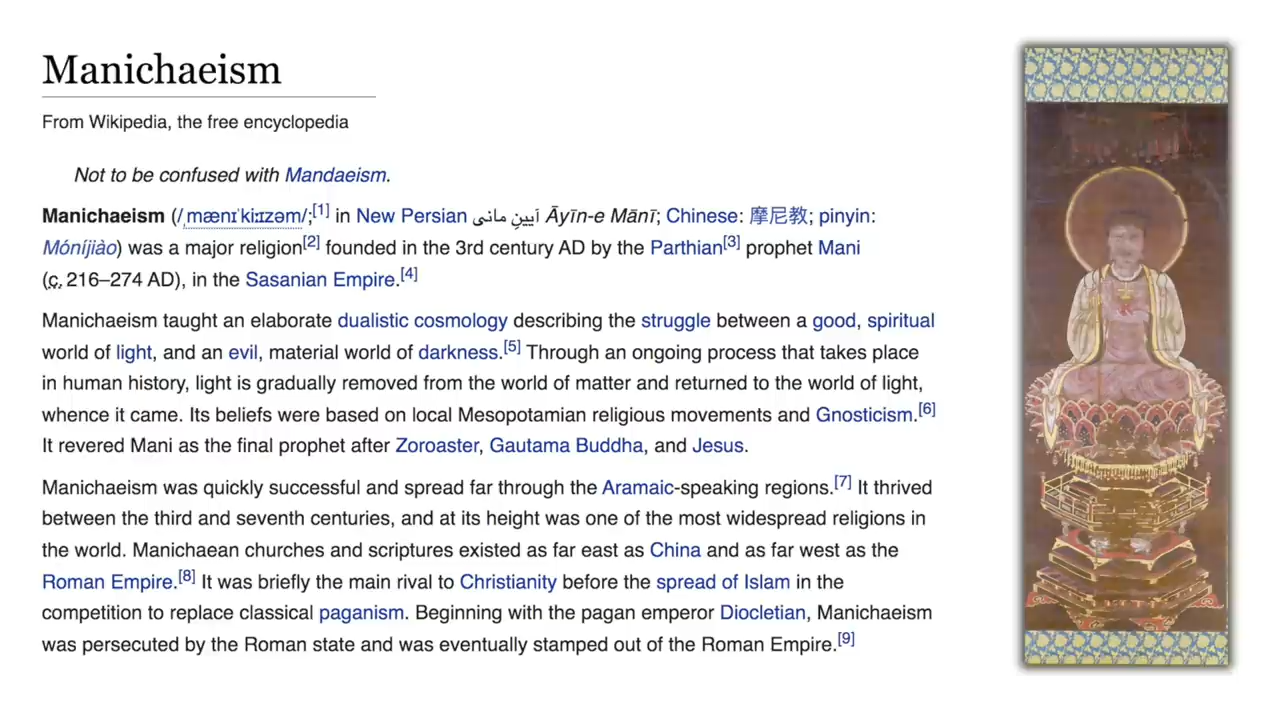 Manichaeism
From Wikipedia, the free encyclopedia
Not to be confused with Mandaeism.
Manichaeism (/ˌmænɪˈkiːɪzəm/;[1] in New Persian آیینِ مانی Āyīn-e Mānī; Chinese: 摩尼教; pinyin:
Móníjiào) was a major religion[2] founded in the 3rd century AD by the Parthian[3] prophet Mani
(c. 216–274 AD), in the Sasanian Empire.[4]
Manichaeism taught an elaborate dualistic cosmology describing the struggle between a good, spiritual
world of light, and an evil, material world of darkness.[5] Through an ongoing process that takes place
in human history, light is gradually removed from the world of matter and returned to the world of light,
whence it came. Its beliefs were based on local Mesopotamian religious movements and Gnosticism.[6]
It revered Mani as the final prophet after Zoroaster, Gautama Buddha, and Jesus.
Manichaeism was quickly successful and spread far through the Aramaic-speaking regions.[7] It thrived
between the third and seventh centuries, and at its height was one of the most widespread religions in
the world. Manichaean churches and scriptures existed as far east as China and as far west as the
Roman Empire.[8] It was briefly the main rival to Christianity before the spread of Islam in the
competition to replace classical paganism. Beginning with the pagan emperor Diocletian, Manichaeism
was persecuted by the Roman state and was eventually stamped out of the Roman Empire.[9]